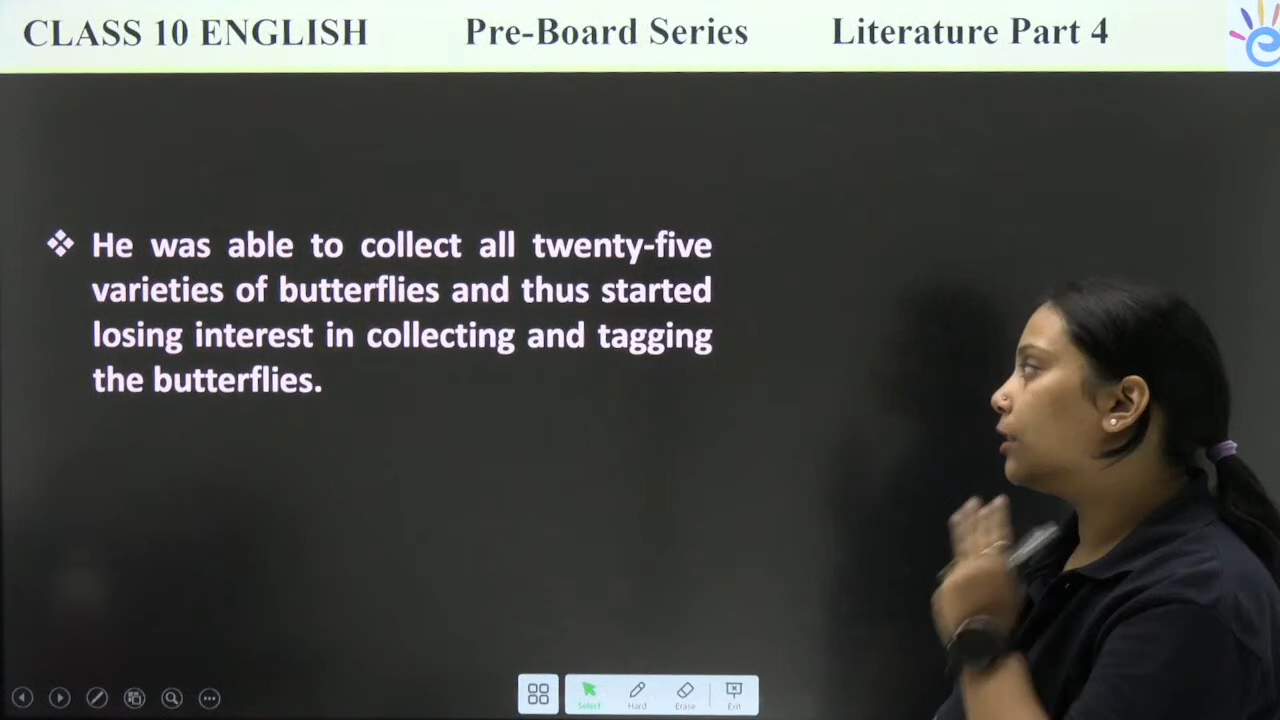 CLASS 10 ENGLISH Pre-Board Series Literature Part 4
❖ He was able to collect all twenty-five
varieties of butterflies and thus started
losing interest in collecting and tagging
the butterflies.
Select Hard Erase Exit